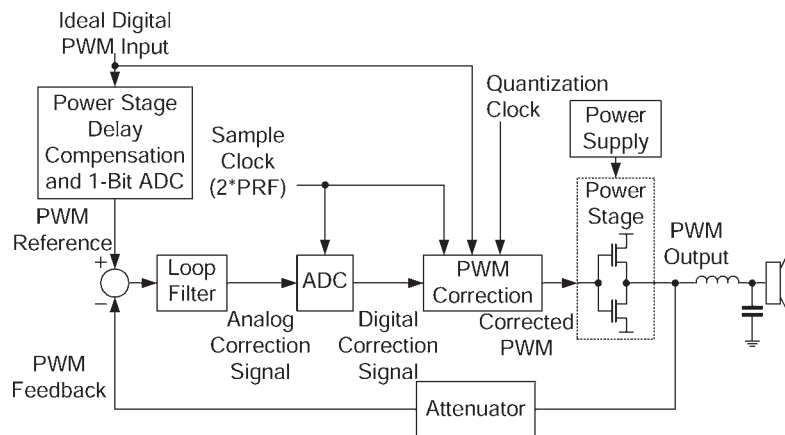 Ideal Digital
PWM Input
Power Stage
Delay
Compensation
and 1-Bit ADC
Sample
Clock
(2*PRF)
Quantization
Clock
Power
Supply
Power
Stage
PWM
Reference
PWM
Output
+
−
Loop
Filter
ADC
PWM
Correction
Analog
Correction
Signal
Digital
Correction
Signal
Corrected
PWM
PWM
Feedback
Attenuator